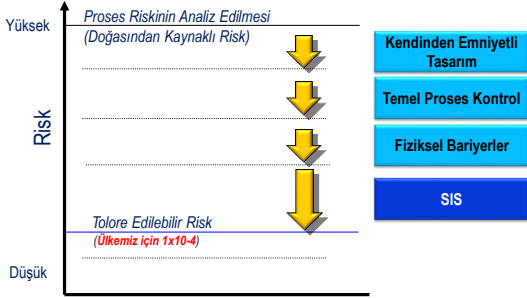 Yüksek
Proses Riskinin Analiz Edilmesi
(Doğasından Kaynaklı Risk)
Kendinden Emniyetli
Tasarım
Temel Proses Kontrol
Risk
Fiziksel Bariyerler
SIS
Tolore Edilebilir Risk
(Ülkemiz için 1x10-4)
Düşük